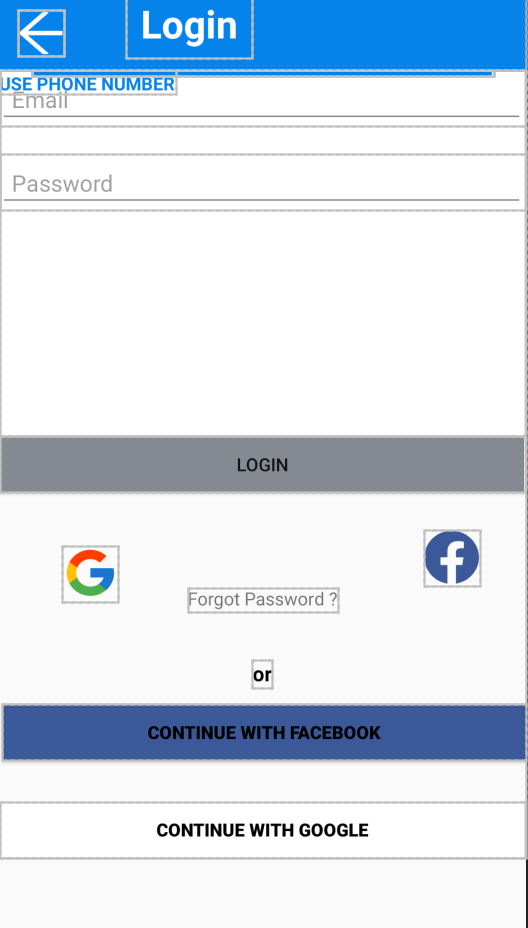 Login
USE PHONE NUMBER
Email
Password
LOGIN
Forgot Password ?
or
CONTINUE WITH FACEBOOK
CONTINUE WITH GOOGLE